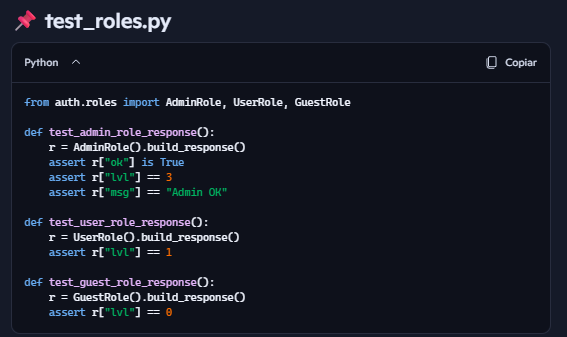 📌 test_roles.py
Python
Copiar
from auth.roles import AdminRole, UserRole, GuestRole
def test_admin_role_response():
    r = AdminRole().build_response()
    assert r["ok"] is True
    assert r["lvl"] == 3
    assert r["msg"] == "Admin OK"
def test_user_role_response():
    r = UserRole().build_response()
    assert r["lvl"] == 1
def test_guest_role_response():
    r = GuestRole().build_response()
    assert r["lvl"] == 0